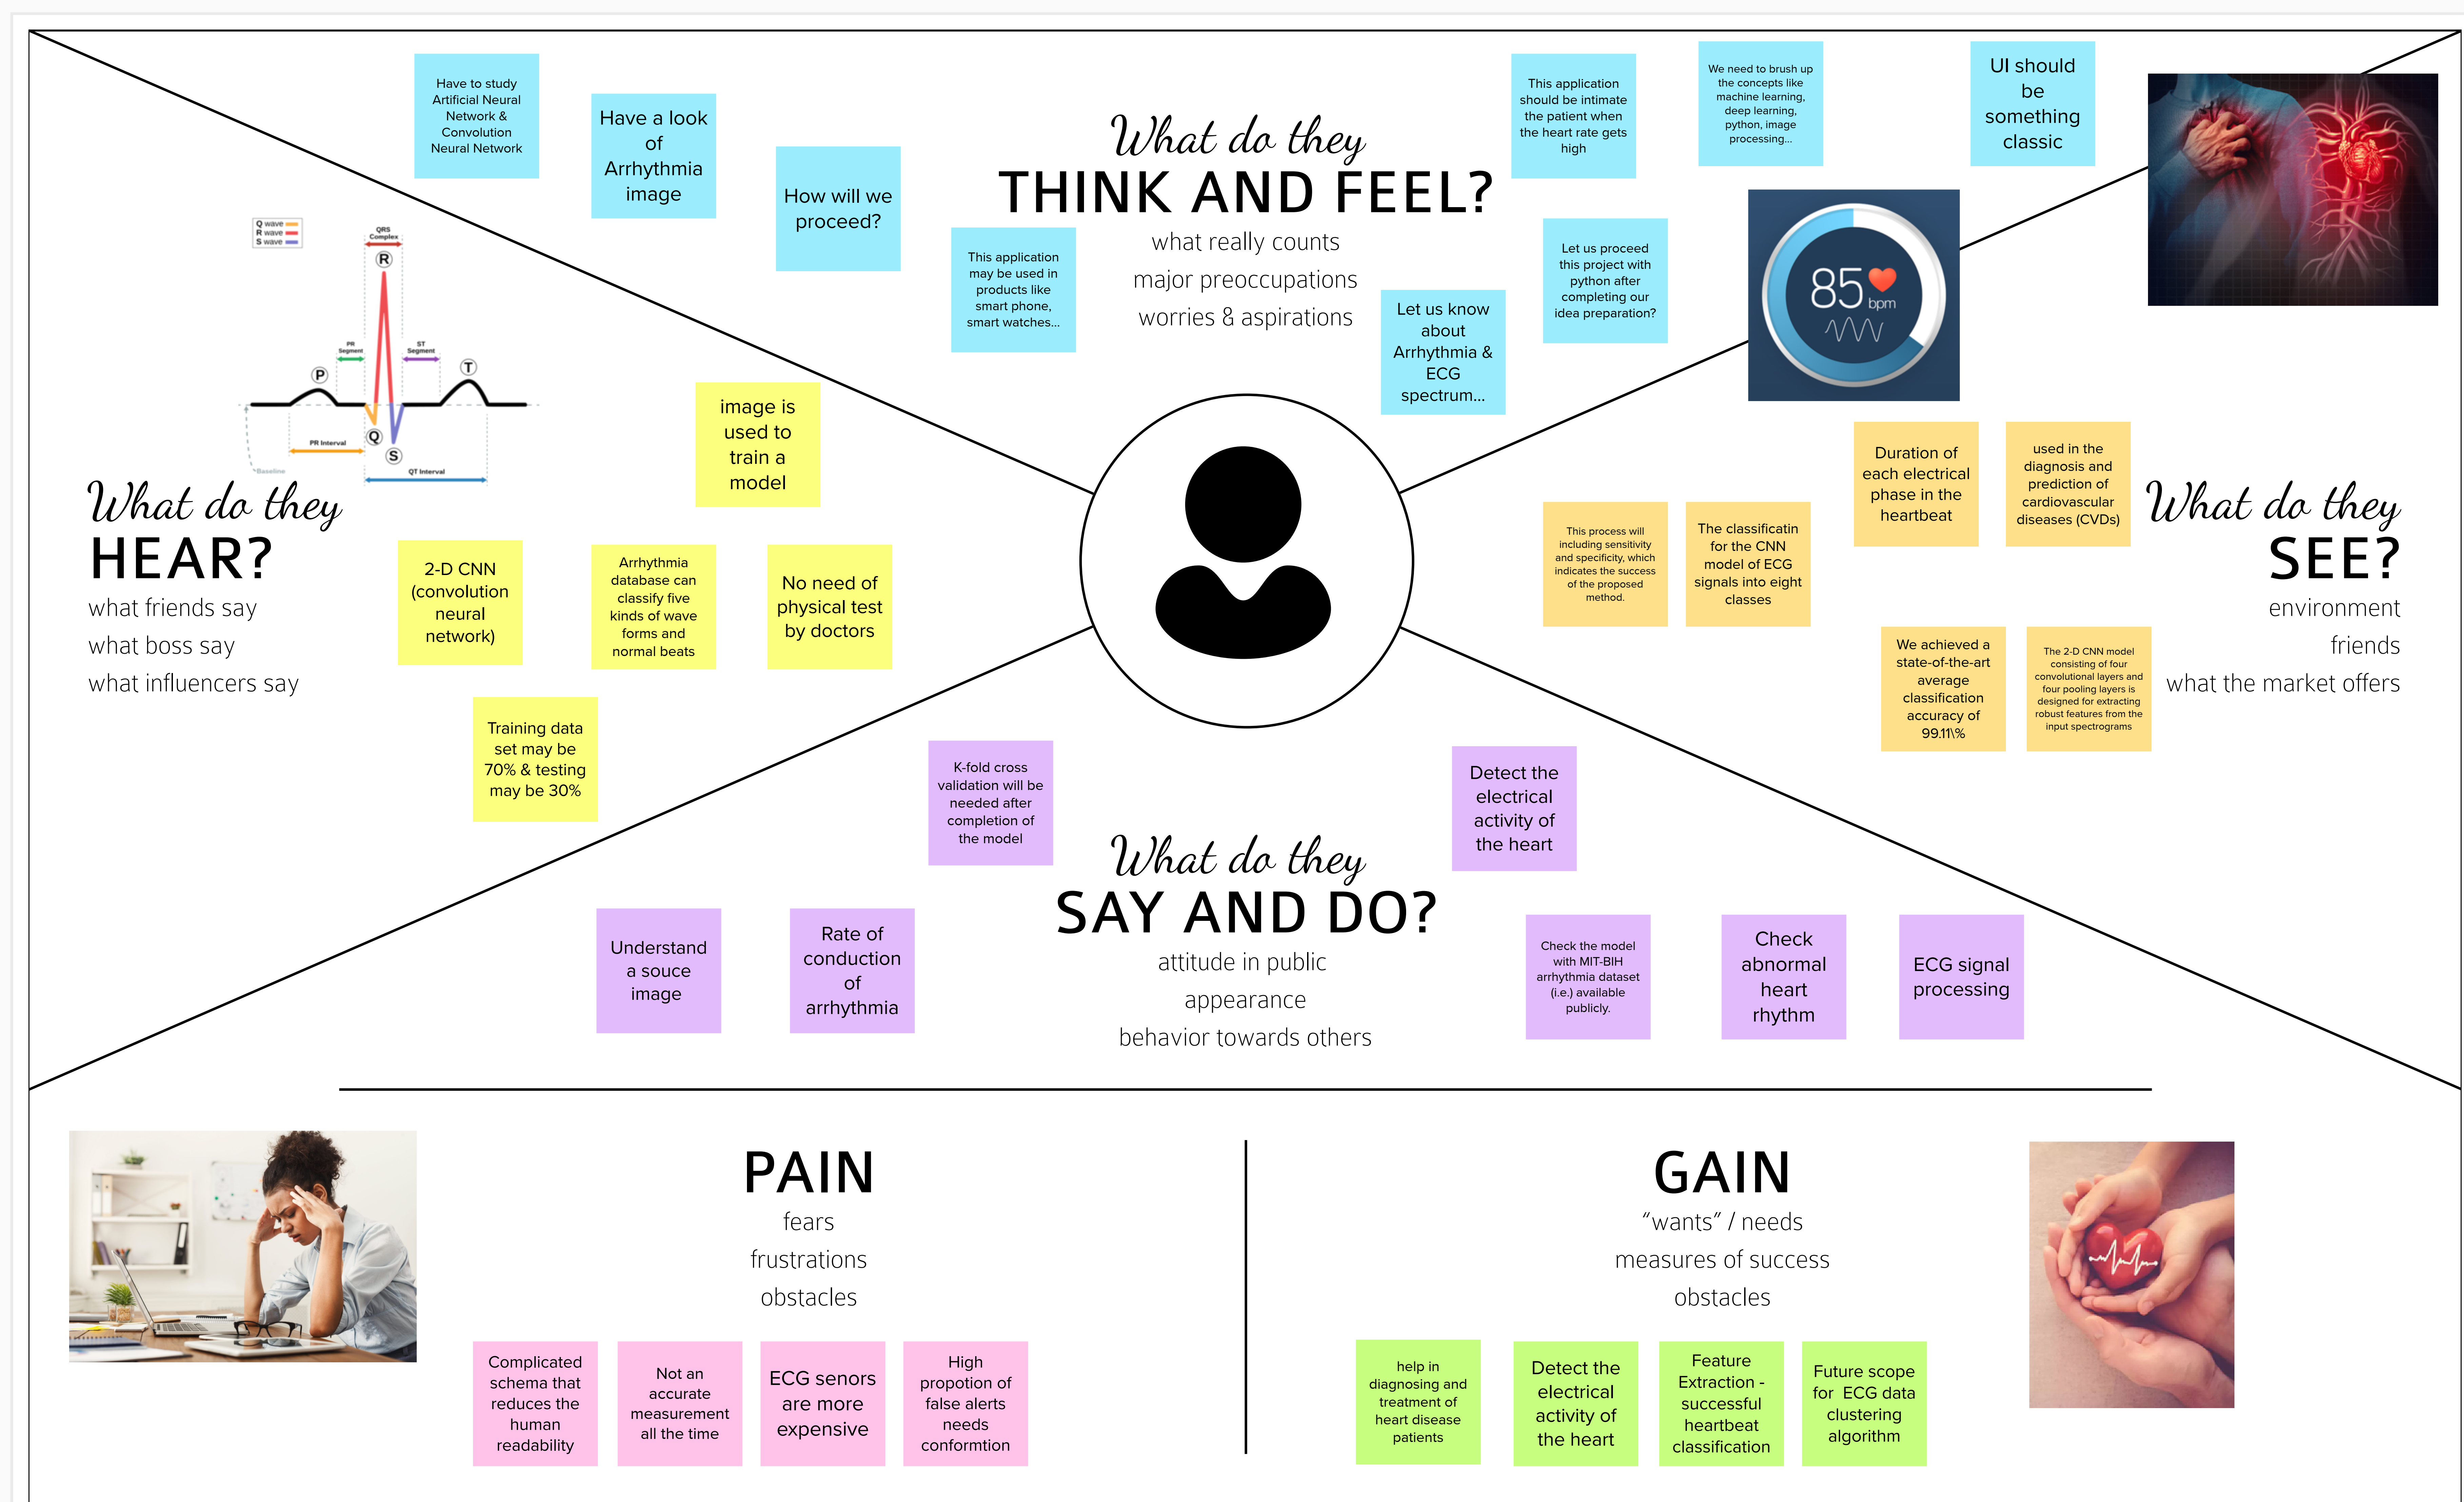 Have to study
Artificial Neural
Network &
Convolution
Neural Network
Have a look
of
Arrhythmia
image
How will we
proceed?
This application
may be used in
products like
smart phone,
smart watches...
What do they
THINK AND FEEL?
what really counts
major preoccupations
worries & aspirations
This application
should be intimate
the patient when
the heart rate gets
high
We need to brush up
the concepts like
machine learning,
deep learning,
python, image
processing...
UI should
be
something
classic
Let us proceed
this project with
python after
completing our
idea preparation?
Let us know
about
Arrhythmia &
ECG
spectrum...
85
bpm
Q wave
R wave
S wave
QRS
Complex
R
PR
Segment
ST
Segment
P
T
Q
S
PR Interval
Baseline
QT Interval
What do they
HEAR?
what friends say
what boss say
what influencers say
image is
used to
train a
model
2-D CNN
(convolution
neural
network)
Arrhythmia
database can
classify five
kinds of wave
forms and
normal beats
No need of
physical test
by doctors
Training data
set may be
70% & testing
may be 30%
Duration of
each electrical
phase in the
heartbeat
used in the
diagnosis and
prediction of
cardiovascular
diseases (CVDs)
This process will
including sensitivity
and specificity, which
indicates the success
of the proposed
method.
The classificatin
for the CNN
model of ECG
signals into eight
classes
We achieved a
state-of-the-art
average
classification
accuracy of
99.11\%
The 2-D CNN model
consisting of four
convolutional layers and
four pooling layers is
designed for extracting
robust features from the
input spectrograms
What do they
SEE?
environment
friends
what the market offers
K-fold cross
validation will be
needed after
completion of
the model
Understand
a souce
image
Rate of
conduction
of
arrhythmia
What do they
SAY AND DO?
attitude in public
appearance
behavior towards others
Detect the
electrical
activity of
the heart
Check the model
with MIT-BIH
arrhythmia dataset
(i.e.) available
publicly.
Check
abnormal
heart
rhythm
ECG signal
processing
PAIN
fears
frustrations
obstacles
Complicated
schema that
reduces the
human
readability
Not an
accurate
measurement
all the time
ECG senors
are more
expensive
High
propotion of
false alerts
needs
conformtion
GAIN
“wants” / needs
measures of success
obstacles
help in
diagnosing and
treatment of
heart disease
patients
Detect the
electrical
activity of
the heart
Feature
Extraction -
successful
heartbeat
classification
Future scope
for ECG data
clustering
algorithm